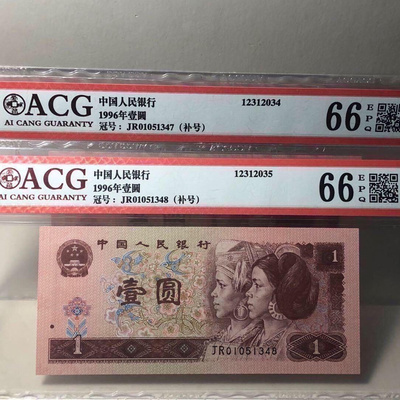 ACG
AI CANG GUARANTY
中国人民银行
1996年壹圆
冠号：JR01051347（补号）
12312034
66 EPQ
ACG
AI CANG GUARANTY
中国人民银行
1996年壹圆
冠号：JR01051348（补号）
12312035
66 EPQ
中国人民银行
1
壹圆
1
JR01051348